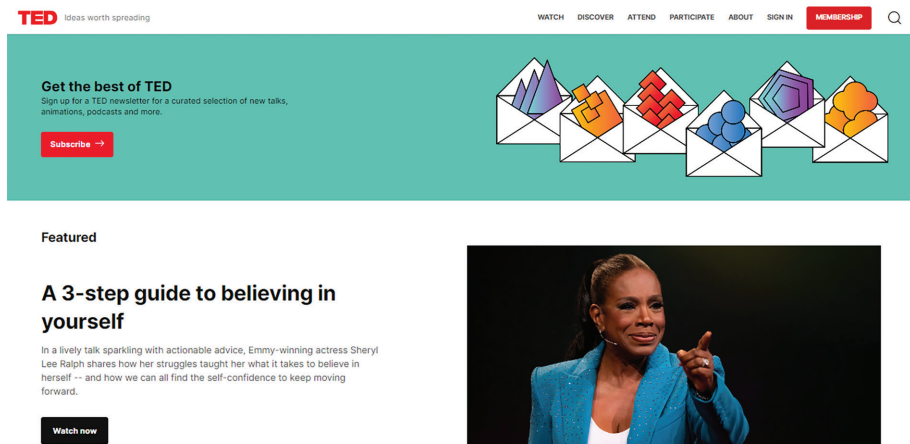 TED Ideas worth spreading
WATCH DISCOVER ATTEND PARTICIPATE ABOUT SIGN IN MEMBERSHIP
Get the best of TED
Sign up for a TED newsletter for a curated selection of new talks,
animations, podcasts and more.
Subscribe →
Featured
A 3-step guide to believing in
yourself
In a lively talk sparkling with actionable advice, Emmy-winning actress Sheryl
Lee Ralph shares how her struggles taught her what it takes to believe in
herself -- and how we can all find the self-confidence to keep moving
forward.
Watch now